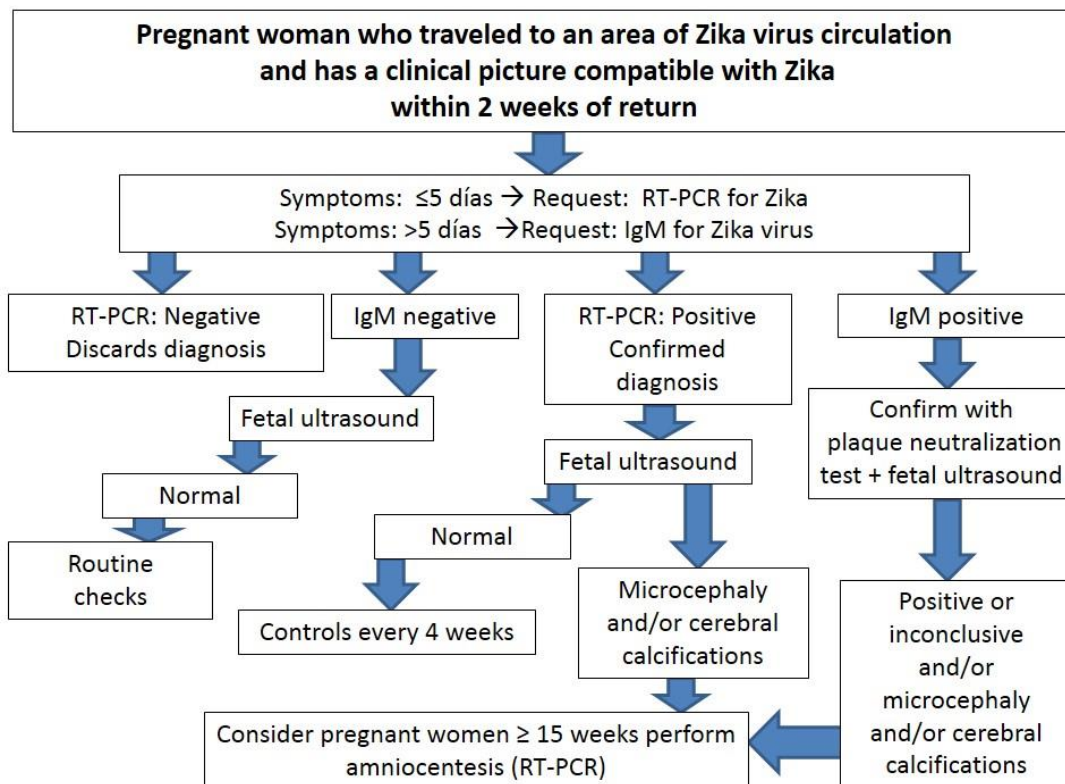 Pregnant woman who traveled to an area of Zika virus circulation
and has a clinical picture compatible with Zika
within 2 weeks of return
Symptoms: ≤5 días → Request: RT-PCR for Zika
Symptoms: >5 días →Request: IgM for Zika virus
RT-PCR: Negative
Discards diagnosis
IgM negative
RT-PCR: Positive
Confirmed
diagnosis
IgM positive
Fetal ultrasound
Fetal ultrasound
Confirm with
plaque neutralization
test + fetal ultrasound
Normal
Normal
Routine
checks
Controls every 4 weeks
Microcephaly
and/or cerebral
calcifications
Positive or
inconclusive
and/or
microcephaly
and/or cerebral
calcifications
Consider pregnant women ≥ 15 weeks perform
amniocentesis (RT-PCR)